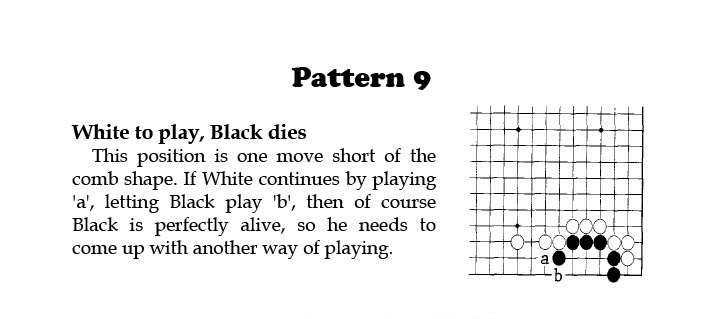 Pattern 9
White to play, Black dies
This position is one move short of the
comb shape. If White continues by playing
'a', letting Black play 'b', then of course
Black is perfectly alive, so he needs to
come up with another way of playing.
a
b